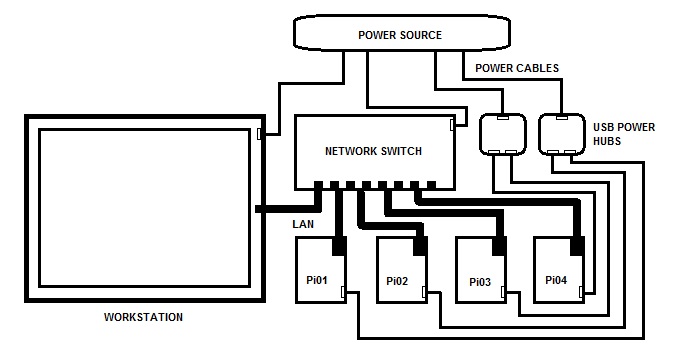 POWER SOURCE
POWER CABLES
USB POWER
HUBS
NETWORK SWITCH
LAN
Pi01
Pi02
Pi03
Pi04
WORKSTATION